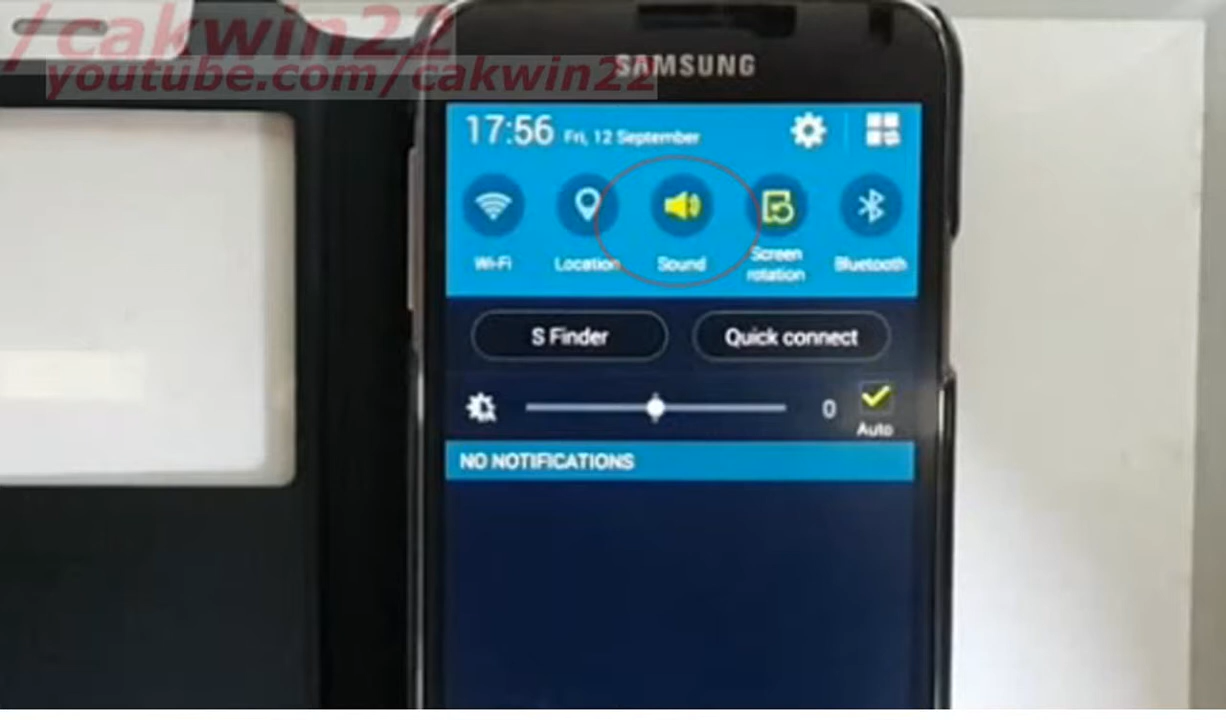 /cakwin22
youtube.com/cakwin22
SAMSUNG
17:56 Fri, 12 September
Wi-Fi Location Sound Screen rotation Bluetooth
S Finder Quick connect
0 Auto
NO NOTIFICATIONS